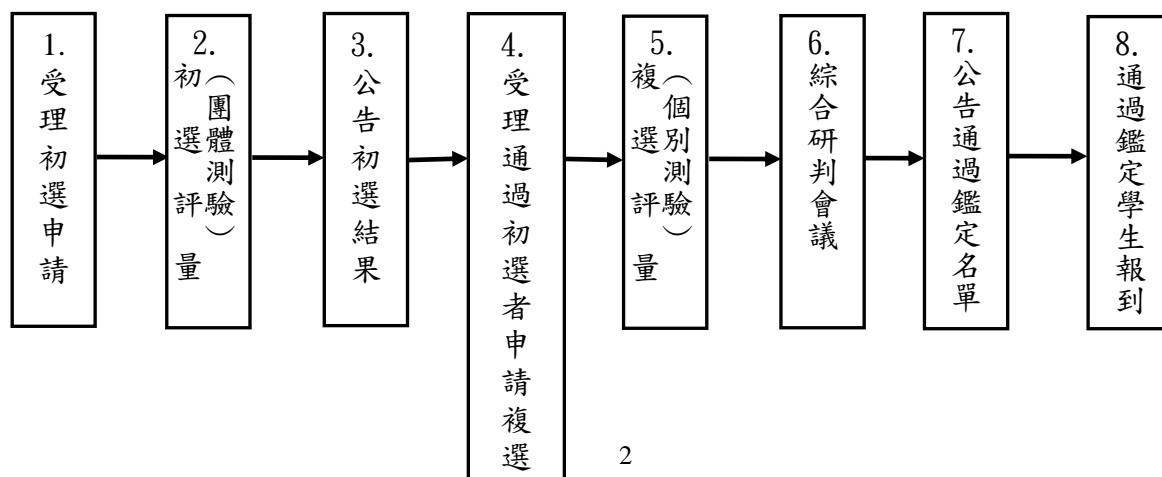 1.
受理初選申請
2.
初選評量
（團體測驗）
3.
公告初選結果
4.
受理通過初選者申請複選
5.
複選評量
（個別測驗）
6.
綜合研判會議
7.
公告通過鑑定名單
8.
通過鑑定學生報到
2